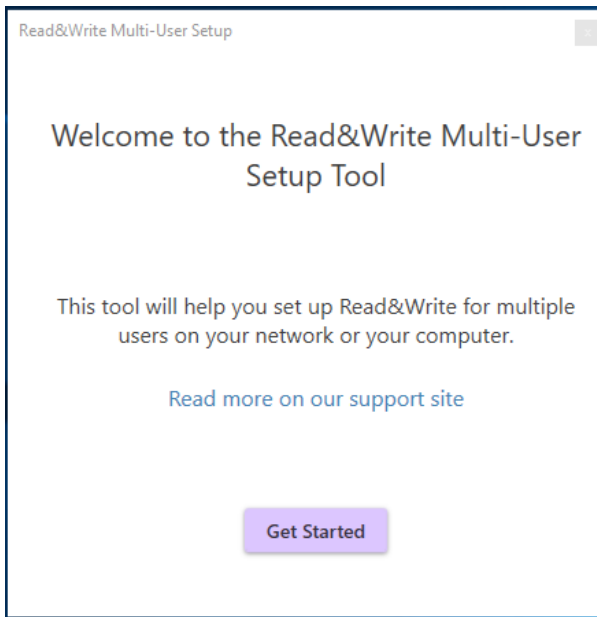 Read&Write Multi-User Setup
Welcome to the Read&Write Multi-User
Setup Tool
This tool will help you set up Read&Write for multiple
users on your network or your computer.
Read more on our support site
Get Started